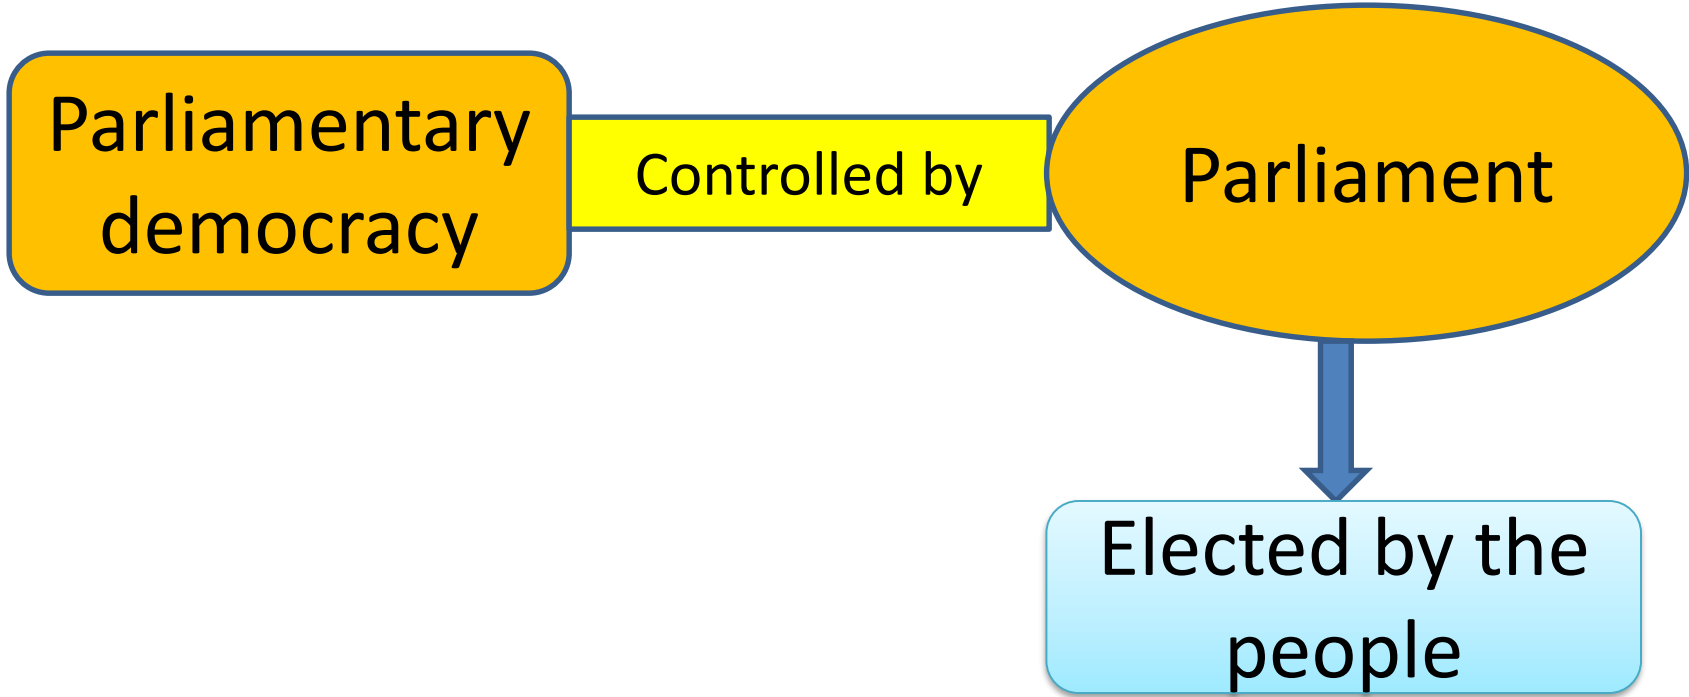 Parliamentary
democracy
Controlled by
Parliament
Elected by the
people